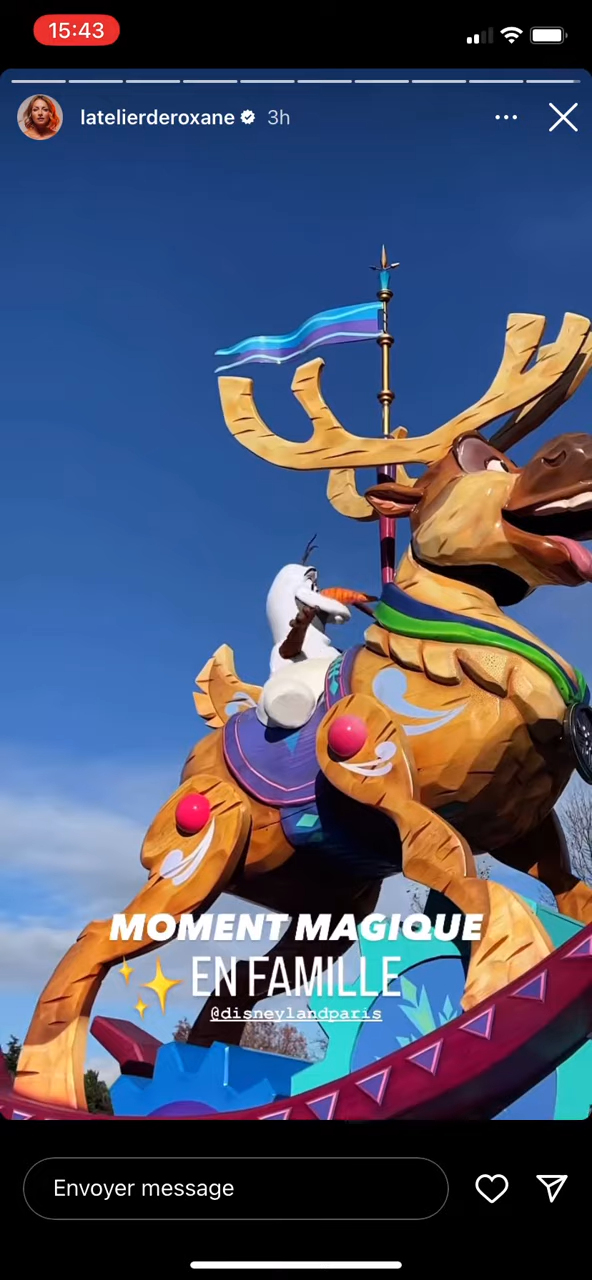 15:43
latelierderoxane 3h
MOMENT MAGIQUE
EN FAMILLE
@disneylandparis
Envoyer message